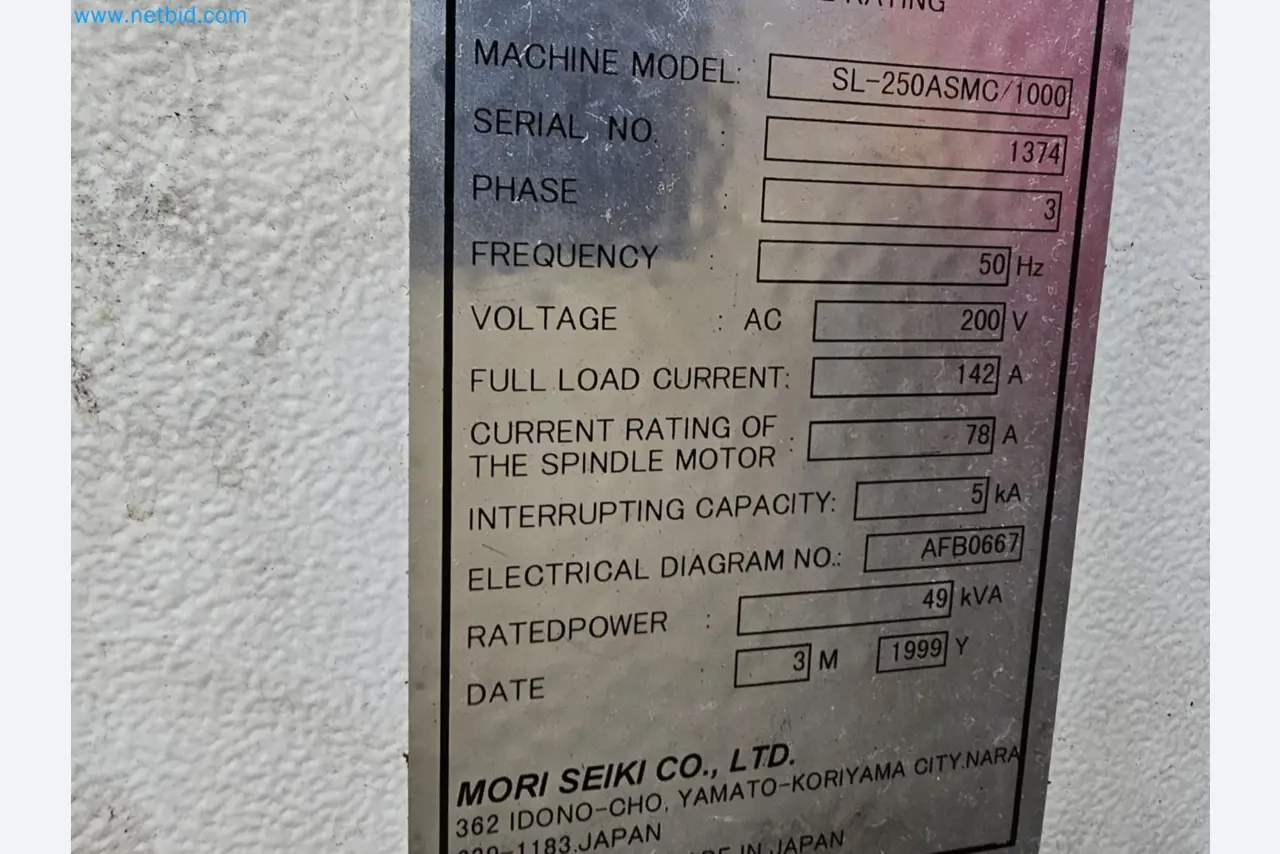 www.netbid.com
RATING
MACHINE MODEL: SL-250ASMC/1000
SERIAL NO. : 1374
PHASE : 3
FREQUENCY : 50 Hz
VOLTAGE : AC 200 V
FULL LOAD CURRENT: 142 A
CURRENT RATING OF
THE SPINDLE MOTOR : 78 A
INTERRUPTING CAPACITY: 5 kA
ELECTRICAL DIAGRAM NO.: AFB0667
RATEDPOWER : 49 kVA
DATE : 3 M 1999 Y
MORI SEIKI CO., LTD.
362 IDONO-CHO, YAMATO-KORIYAMA CITY.NARA
-1183.JAPAN
IN JAPAN